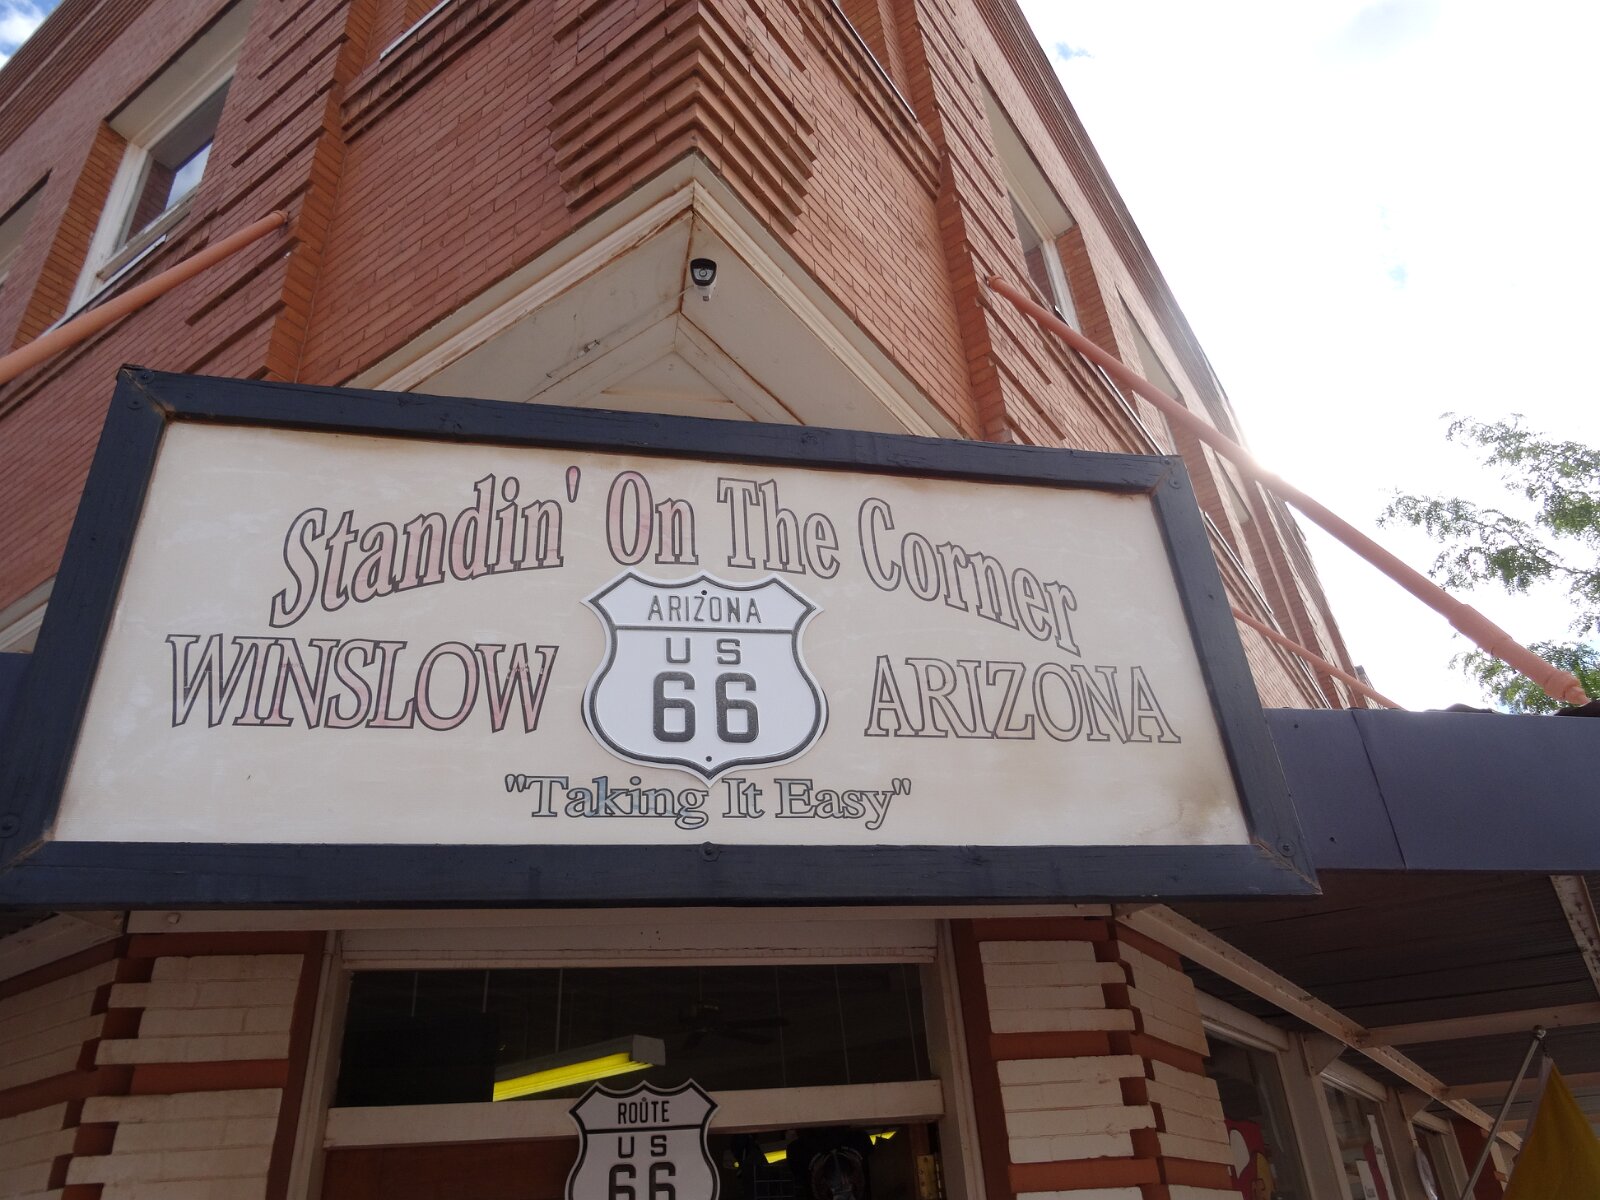 Standin' On The Corner
WINSLOW
ARIZONA
US
66
ARIZONA
"Taking It Easy"
ROUTE
US
66